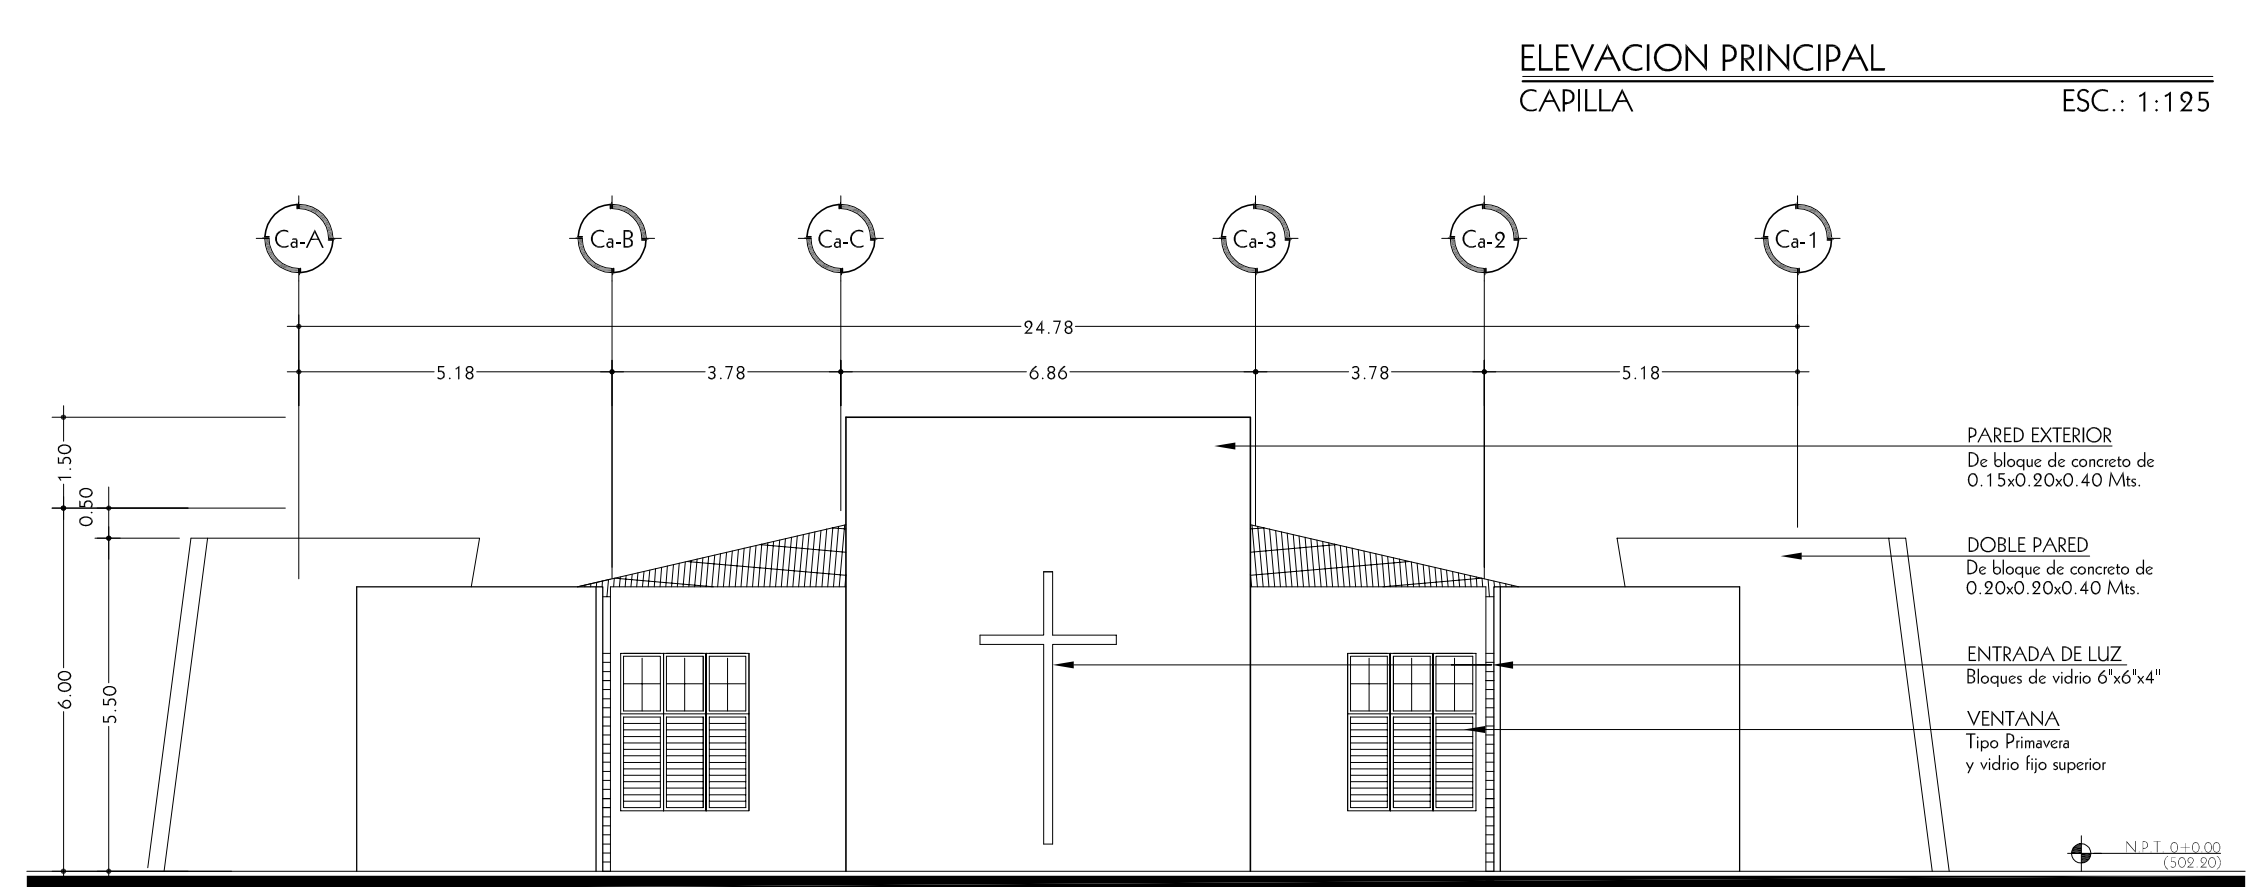 ELEVACION PRINCIPAL
CAPILLA ESC.: 1:125
Ca-A Ca-B Ca-C Ca-3 Ca-2 Ca-1
24.78
5.18 3.78 6.86 3.78 5.18
1.50
0.50
6.00
5.50
PARED EXTERIOR
De bloque de concreto de
0.15x0.20x0.40 Mts.
DOBLE PARED
De bloque de concreto de
0.20x0.20x0.40 Mts.
ENTRADA DE LUZ
Bloques de vidrio 6"x6"x4"
VENTANA
Tipo Primavera
y vidrio fijo superior
N.P.T. 0+0.00
(502.20)